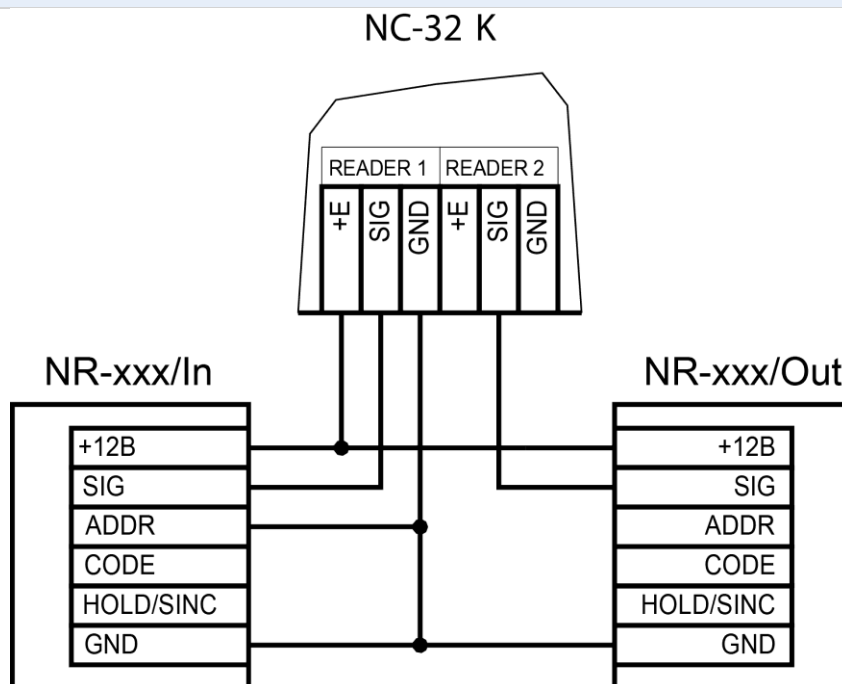 NC-32 K
READER 1 READER 2
+E SIG GND +E SIG GND
NR-xxx/In
NR-xxx/Out
+12B
SIG
ADDR
CODE
HOLD/SINC
GND
+12B
SIG
ADDR
CODE
HOLD/SINC
GND